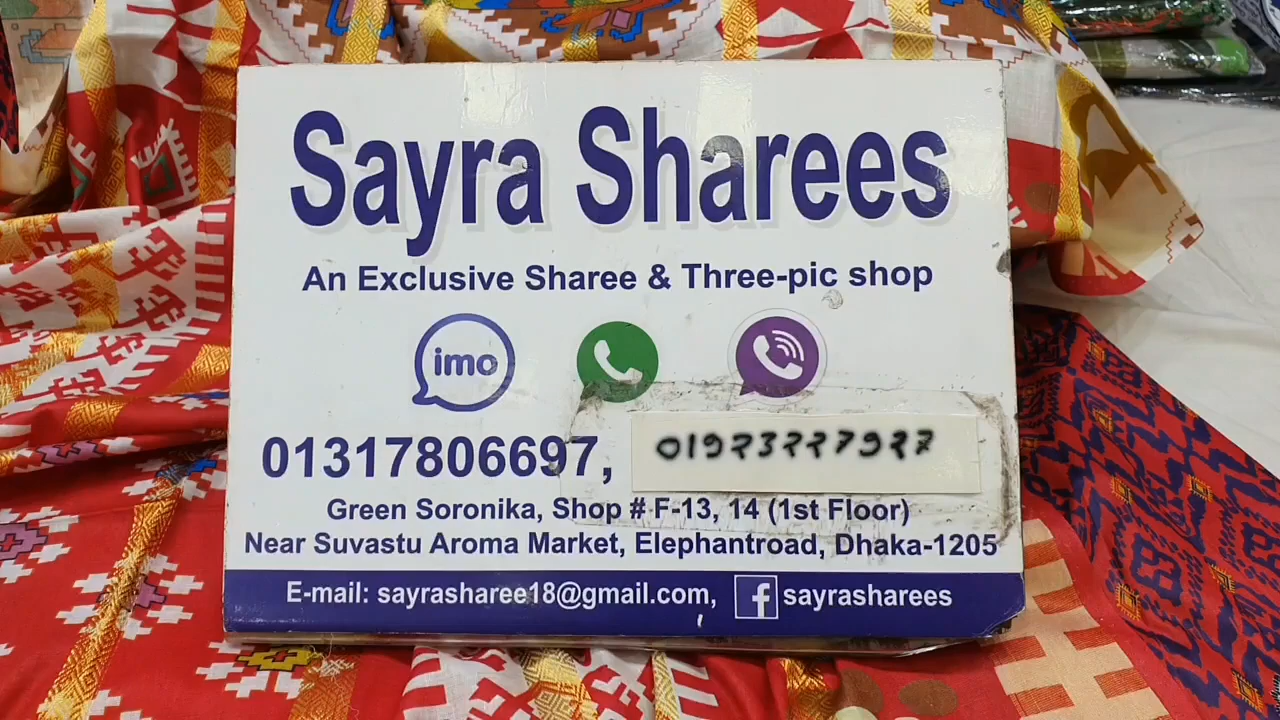 Sayra Sharees
An Exclusive Sharee & Three-pic shop
imo
01317806697,
Green Soronika, Shop # F-13, 14 (1st Floor)
Near Suvastu Aroma Market, Elephantroad, Dhaka-1205
E-mail: sayrasharee18@gmail.com, f sayrasharees